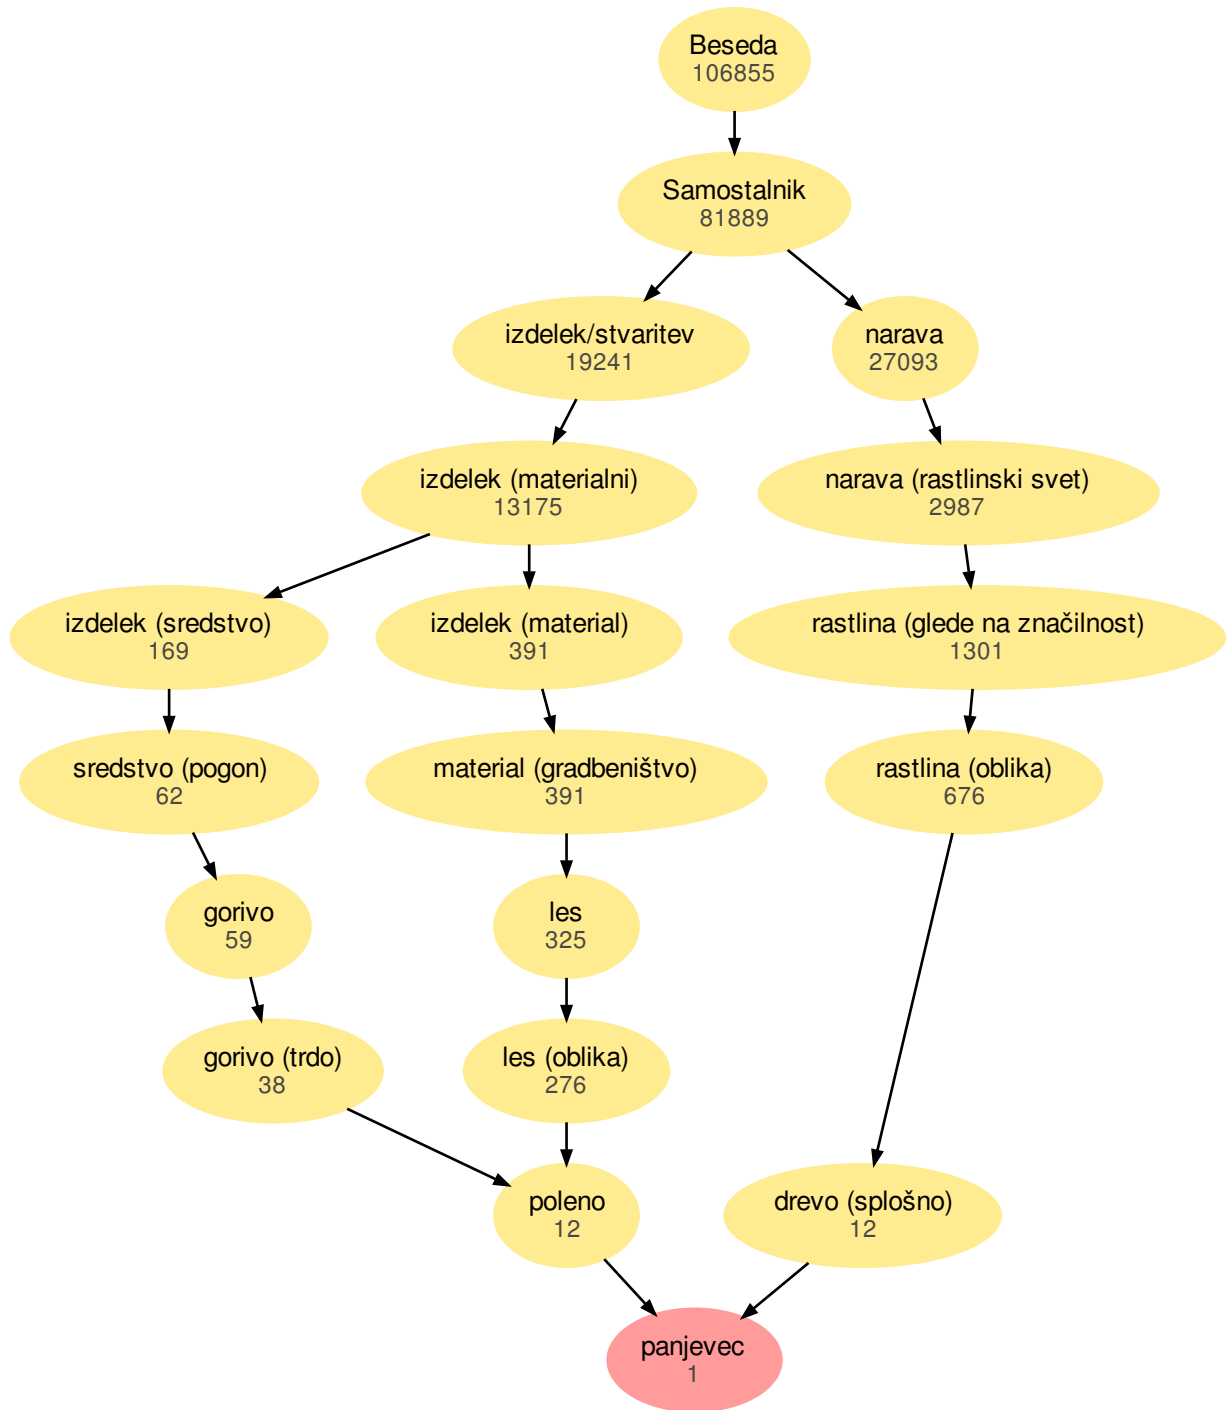 Beseda
106855
Samostalnik
81889
izdelek/stvaritev
19241
narava
27093
izdelek (materialni)
13175
narava (rastlinski svet)
2987
izdelek (sredstvo)
169
izdelek (material)
391
rastlina (glede na značilnost)
1301
sredstvo (pogon)
62
material (gradbeništvo)
391
rastlina (oblika)
676
gorivo
59
les
325
gorivo (trdo)
38
les (oblika)
276
poleno
12
drevo (splošno)
12
panjevec
1